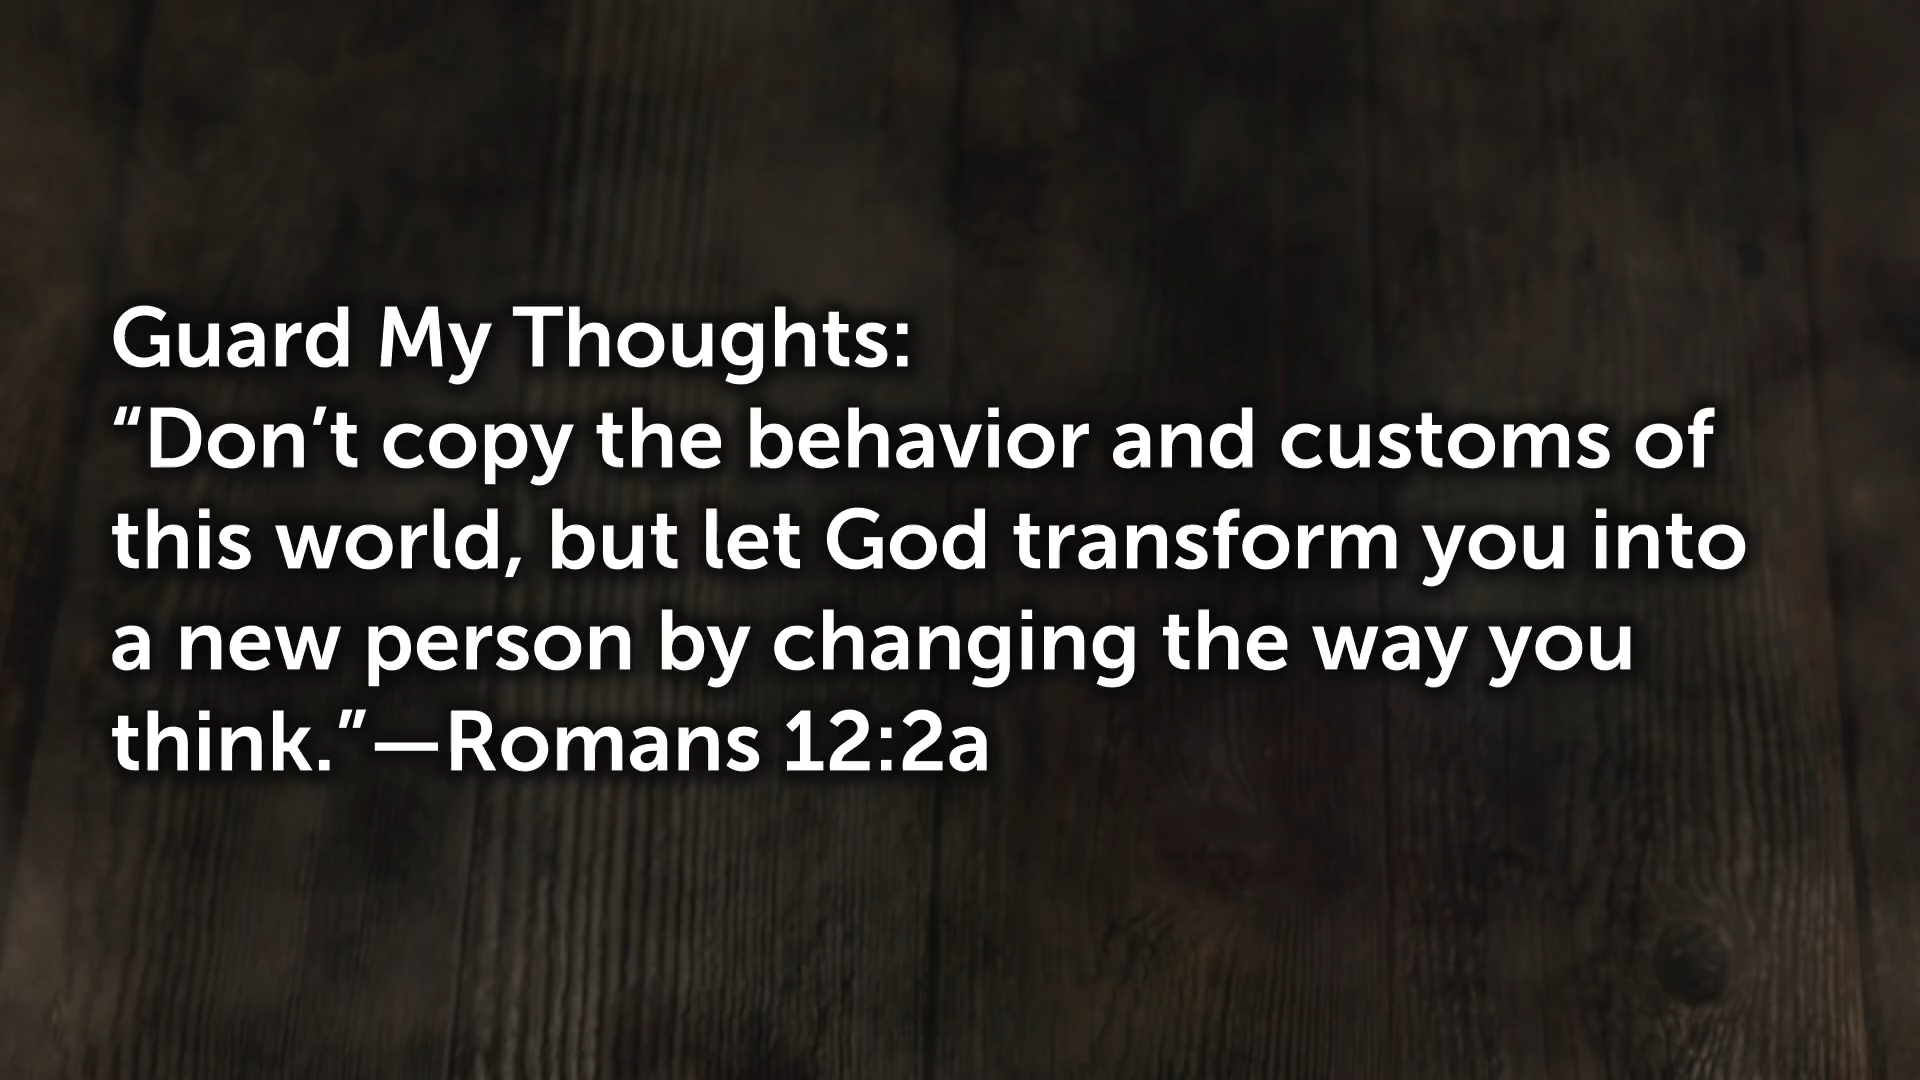 Guard My Thoughts:
“Don’t copy the behavior and customs of
this world, but let God transform you into
a new person by changing the way you
think.”—Romans 12:2a